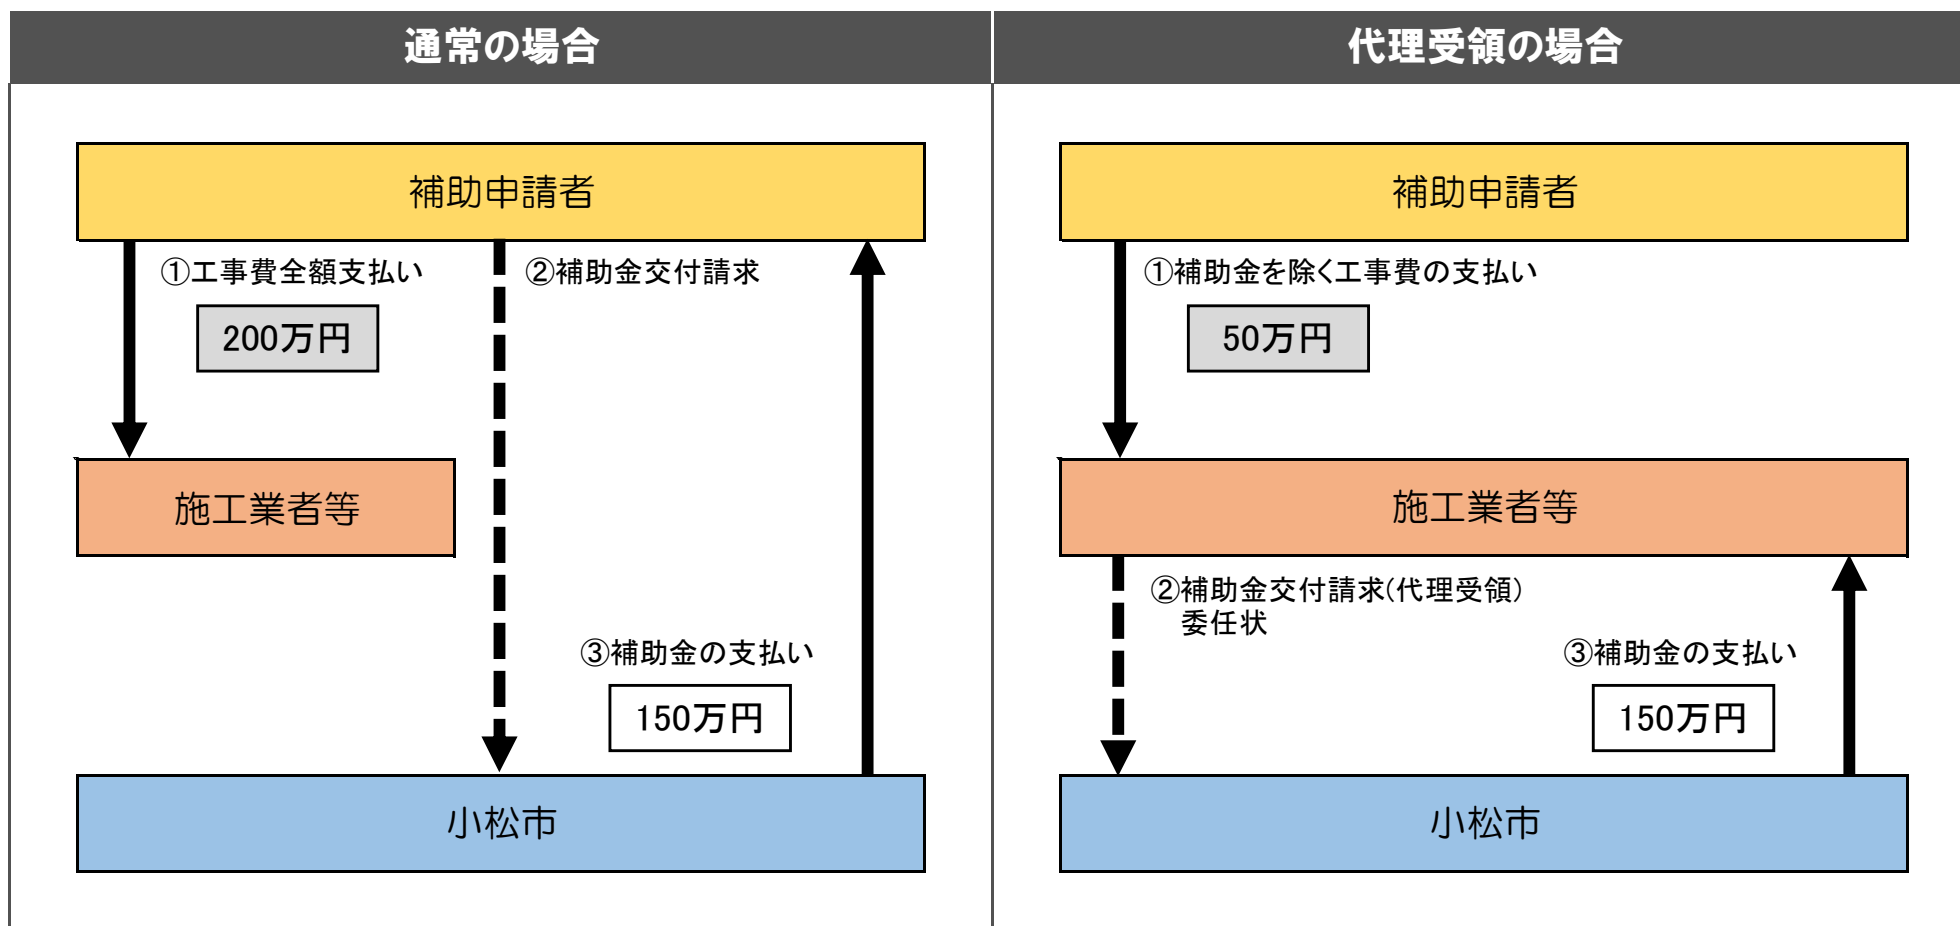 通常の場合
補助申請者
①工事費全額支払い
200万円
②補助金交付請求
施工業者等
③補助金の支払い
150万円
小松市
代理受領の場合
補助申請者
①補助金を除く工事費の支払い
50万円
施工業者等
②補助金交付請求(代理受領)
委任状
③補助金の支払い
150万円
小松市